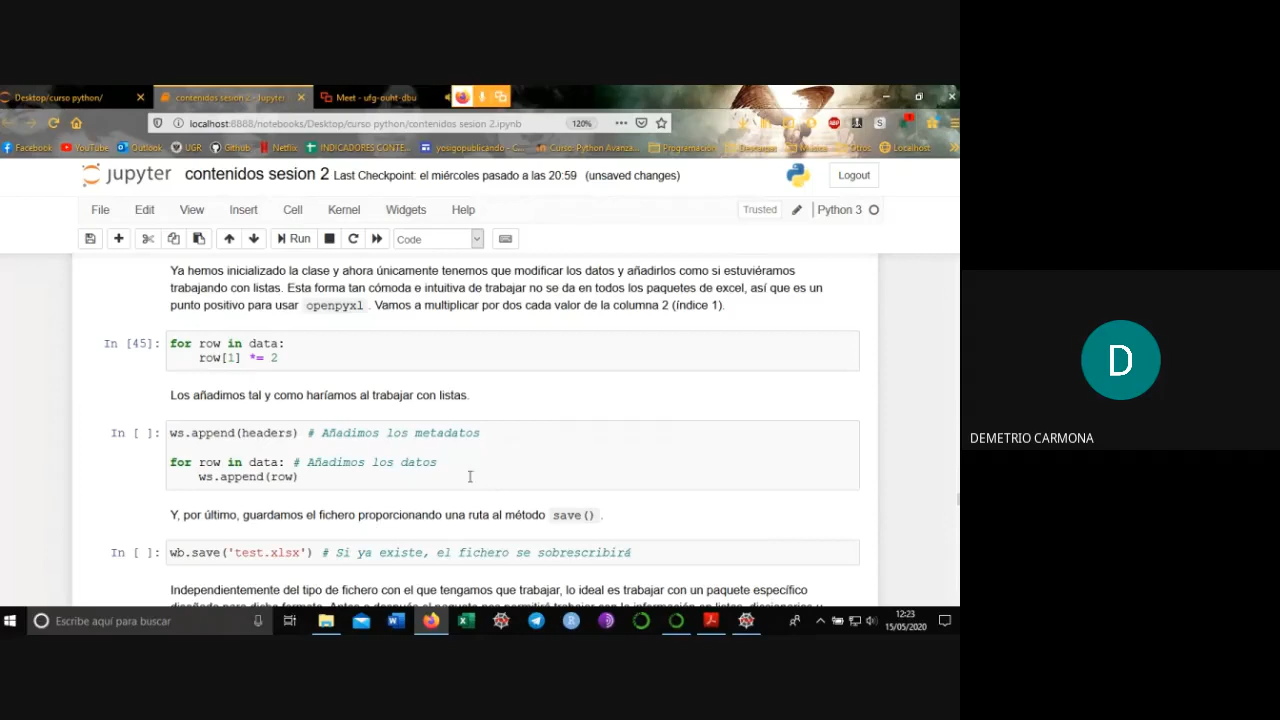 Desktop/curso python/
contenidos sesion 2 - Jupyter
Meet - ufg-ouht-dbu
localhost:8888/notebooks/Desktop/curso python/contenidos sesion 2.ipynb
120%
Facebook
YouTube
Outlook
UGR
Github
Netflix
INDICADORES CONTE...
yosigopublicando - C...
Curso: Python Avanza...
Programación
Descargas
Música
Otros
Localhost
jupyter contenidos sesion 2 Last Checkpoint: el miércoles pasado a las 20:59 (unsaved changes)
Logout
File Edit View Insert Cell Kernel Widgets Help
Trusted
Python 3
Run
Code
Ya hemos inicializado la clase y ahora únicamente tenemos que modificar los datos y añadirlos como si estuviéramos
trabajando con listas. Esta forma tan cómoda e intuitiva de trabajar no se da en todos los paquetes de excel, así que es un
punto positivo para usar openpyxl. Vamos a multiplicar por dos cada valor de la columna 2 (índice 1).
In [45]: for row in data:
row[1] *= 2
Los añadimos tal y como haríamos al trabajar con listas.
In [ ]: ws.append(headers) # Añadimos los metadatos
for row in data: # Añadimos los datos
ws.append(row)
Y, por último, guardamos el fichero proporcionando una ruta al método save().
In [ ]: wb.save('test.xlsx') # Si ya existe, el fichero se sobrescribirá
Independientemente del tipo de fichero con el que tengamos que trabajar, lo ideal es trabajar con un paquete específico
Escribe aquí para buscar
12:23
15/05/2020
D
DEMETRIO CARMONA